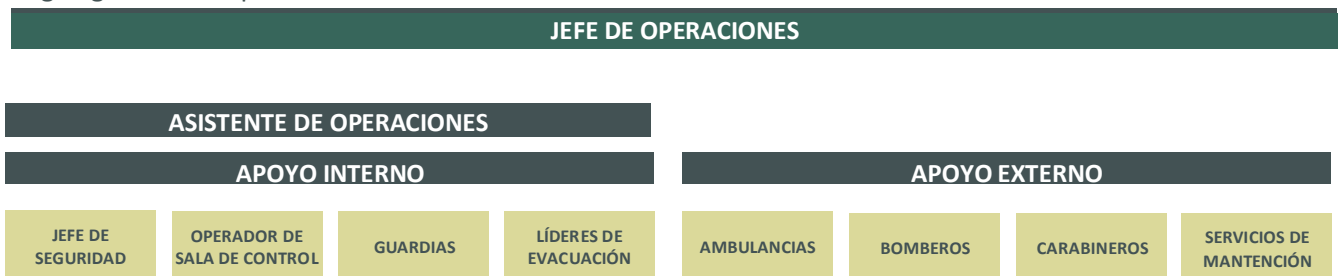 JEFE DE OPERACIONES
ASISTENTE DE OPERACIONES
APOYO INTERNO
APOYO EXTERNO
JEFE DE
SEGURIDAD
OPERADOR DE
SALA DE CONTROL
GUARDIAS
LÍDERES DE
EVACUACIÓN
AMBULANCIAS
BOMBEROS
CARABINEROS
SERVICIOS DE
MANTENCIÓN